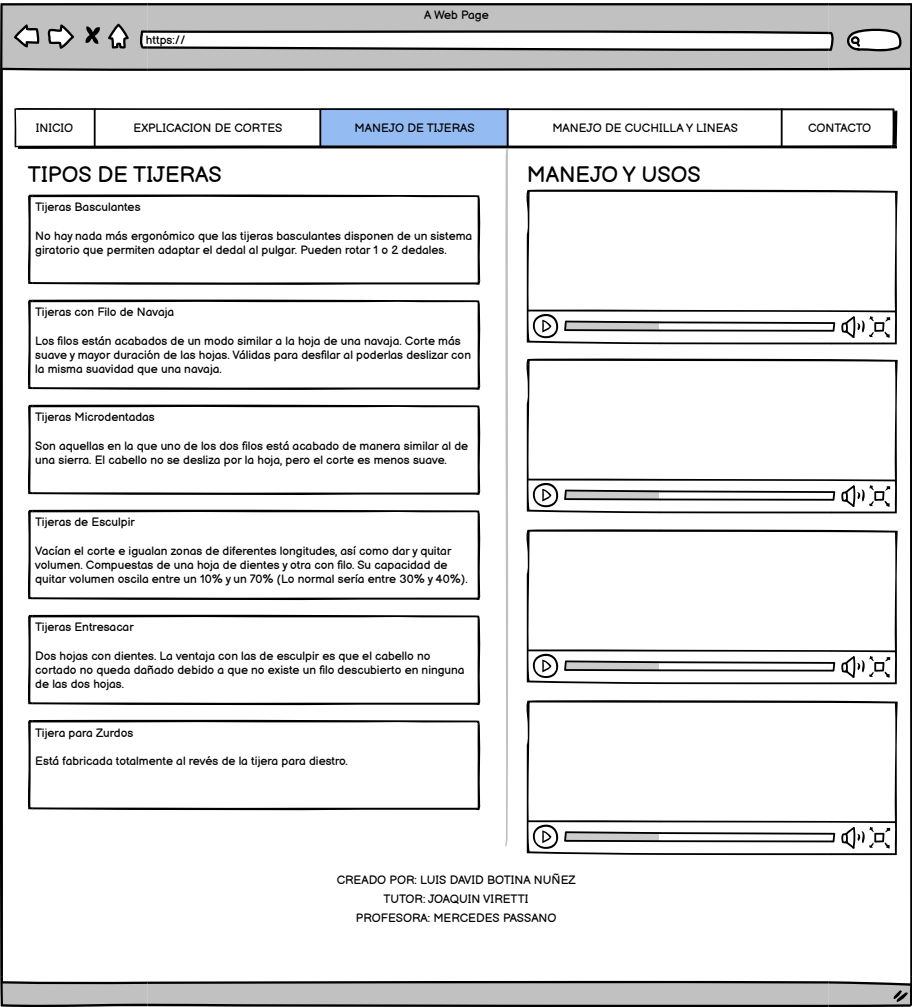 A Web Page
https://
INICIO
EXPLICACION DE CORTES
MANEJO DE TIJERAS
MANEJO DE CUCHILLA Y LINEAS
CONTACTO
TIPOS DE TIJERAS
Tijeras Basculantes
No hay nada más ergonómico que las tijeras basculantes disponen de un sistema
giratorio que permiten adaptar el dedal al pulgar. Pueden rotar 1 o 2 dedales.
Tijeras con Filo de Navaja
Los filos están acabados de un modo similar a la hoja de una navaja. Corte más
suave y mayor duración de las hojas. Válidas para desfilar al poderlas deslizar con
la misma suavidad que una navaja.
Tijeras Microdentadas
Son aquellas en la que uno de los dos filos está acabado de manera similar al de
una sierra. El cabello no se desliza por la hoja, pero el corte es menos suave.
Tijeras de Esculpir
Vacían el corte e igualan zonas de diferentes longitudes, así como dar y quitar
volumen. Compuestas de una hoja de dientes y otra con filo. Su capacidad de
quitar volumen oscila entre un 10% y un 70% (Lo normal sería entre 30% y 40%).
Tijeras Entresacar
Dos hojas con dientes. La ventaja con las de esculpir es que el cabello no
cortado no queda dañado debido a que no existe un filo descubierto en ninguna
de las dos hojas.
Tijera para Zurdos
Está fabricada totalmente al revés de la tijera para diestro.
MANEJO Y USOS
CREADO POR: LUIS DAVID BOTINA NUÑEZ
TUTOR: JOAQUIN VIRETTI
PROFESORA: MERCEDES PASSANO